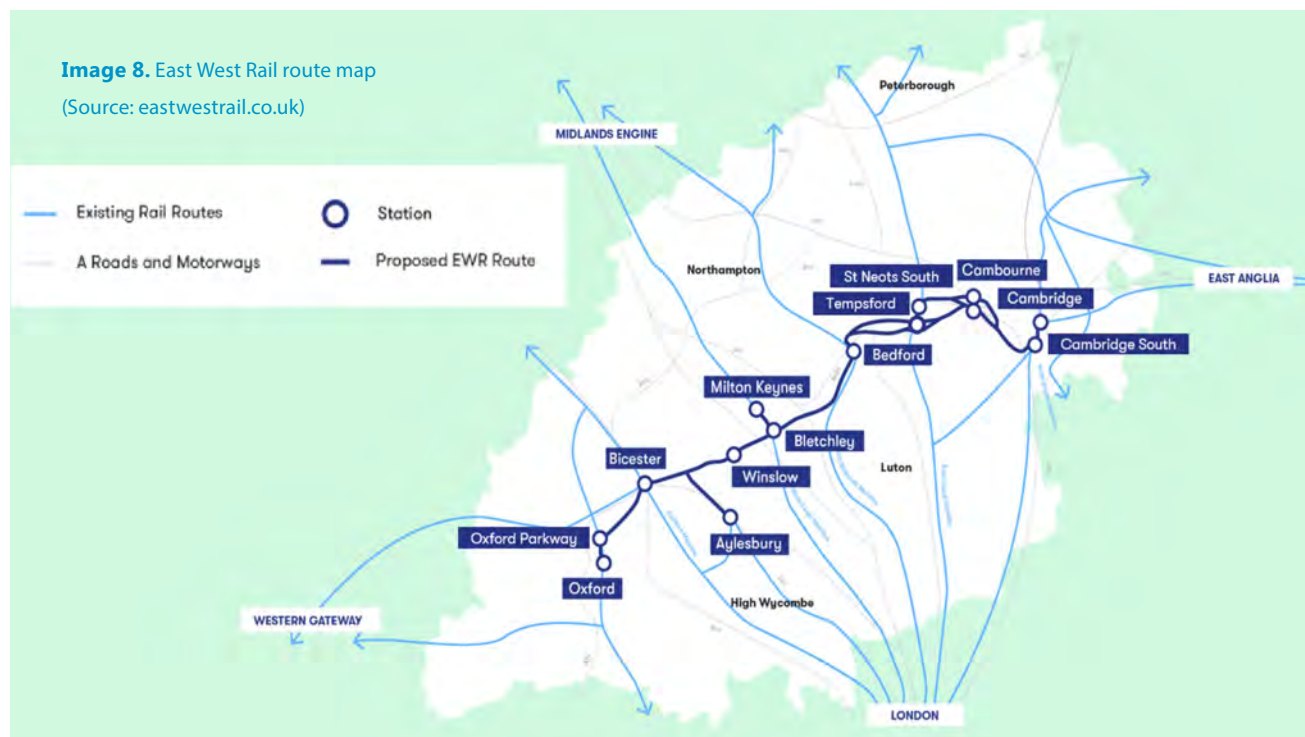 Image 8. East West Rail route map
(Source: eastwestrail.co.uk)
Existing Rail Routes
Station
A Roads and Motorways
Proposed EWR Route
MIDLANDS ENGINE
Peterborough
Northampton
St Neots South
Cambourne
EAST ANGLIA
Tempsford
Cambridge
Cambridge South
Bedford
Milton Keynes
Bletchley
Bicester
Winslow
Luton
Oxford Parkway
Aylesbury
Oxford
High Wycombe
WESTERN GATEWAY
LONDON